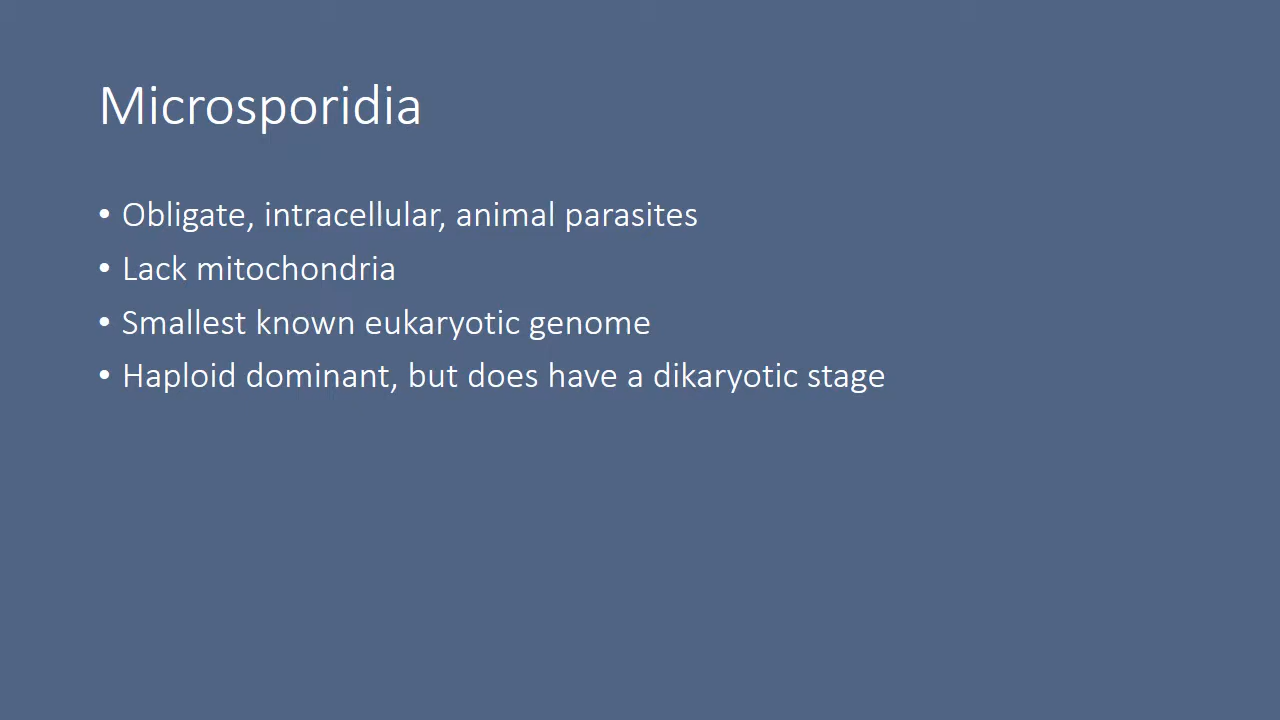 Microsporidia
• Obligate, intracellular, animal parasites
• Lack mitochondria
• Smallest known eukaryotic genome
• Haploid dominant, but does have a dikaryotic stage